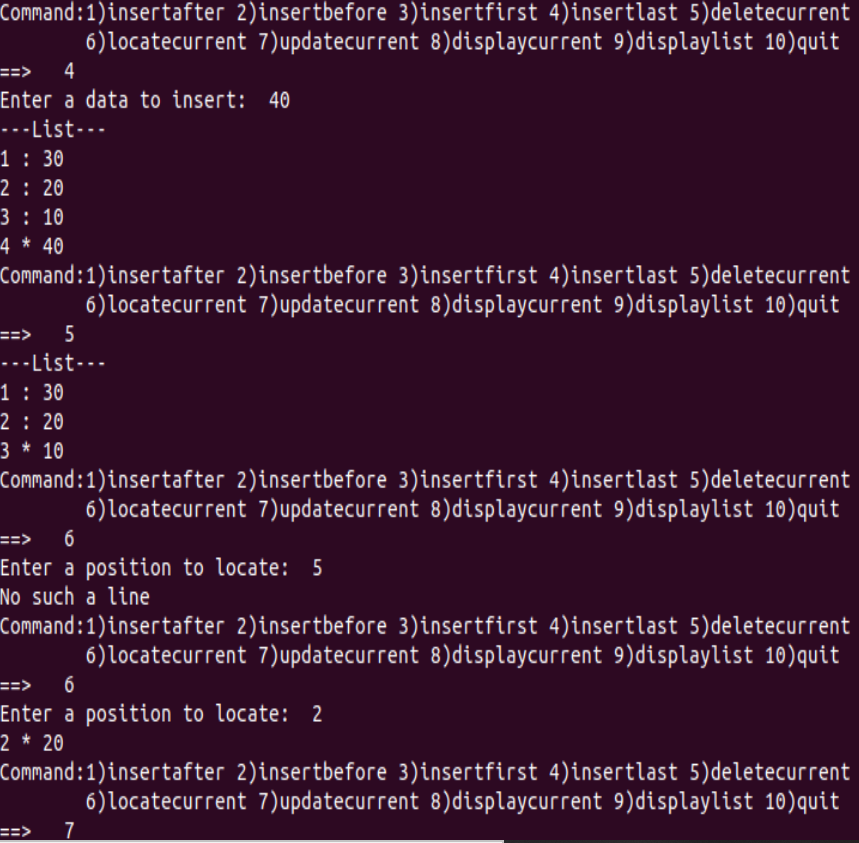 Command:1)insertafter 2)insertbefore 3)insertfirst 4)insertlast 5)deletecurrent
        6)locatecurrent 7)updatecurrent 8)displaycurrent 9)displaylist 10)quit
==>   4
Enter a data to insert:  40
---List---
1 : 30
2 : 20
3 : 10
4 * 40
Command:1)insertafter 2)insertbefore 3)insertfirst 4)insertlast 5)deletecurrent
        6)locatecurrent 7)updatecurrent 8)displaycurrent 9)displaylist 10)quit
==>   5
---List---
1 : 30
2 : 20
3 * 10
Command:1)insertafter 2)insertbefore 3)insertfirst 4)insertlast 5)deletecurrent
        6)locatecurrent 7)updatecurrent 8)displaycurrent 9)displaylist 10)quit
==>   6
Enter a position to locate:  5
No such a line
Command:1)insertafter 2)insertbefore 3)insertfirst 4)insertlast 5)deletecurrent
        6)locatecurrent 7)updatecurrent 8)displaycurrent 9)displaylist 10)quit
==>   6
Enter a position to locate:  2
2 * 20
Command:1)insertafter 2)insertbefore 3)insertfirst 4)insertlast 5)deletecurrent
        6)locatecurrent 7)updatecurrent 8)displaycurrent 9)displaylist 10)quit
==>   7